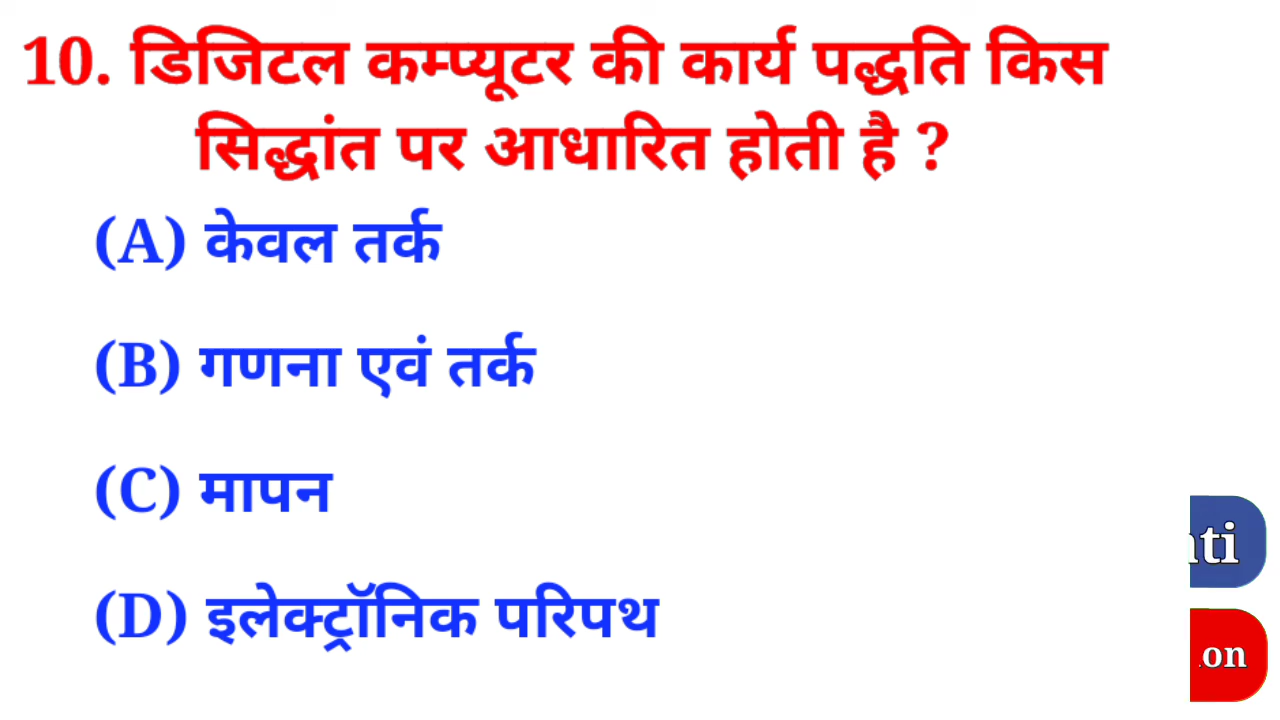 10. डिजिटल कम्प्यूटर की कार्य पद्धति किस
सिद्धांत पर आधारित होती है ?
(A) केवल तर्क
(B) गणना एवं तर्क
(C) मापन
(D) इलेक्ट्रॉनिक परिपथ